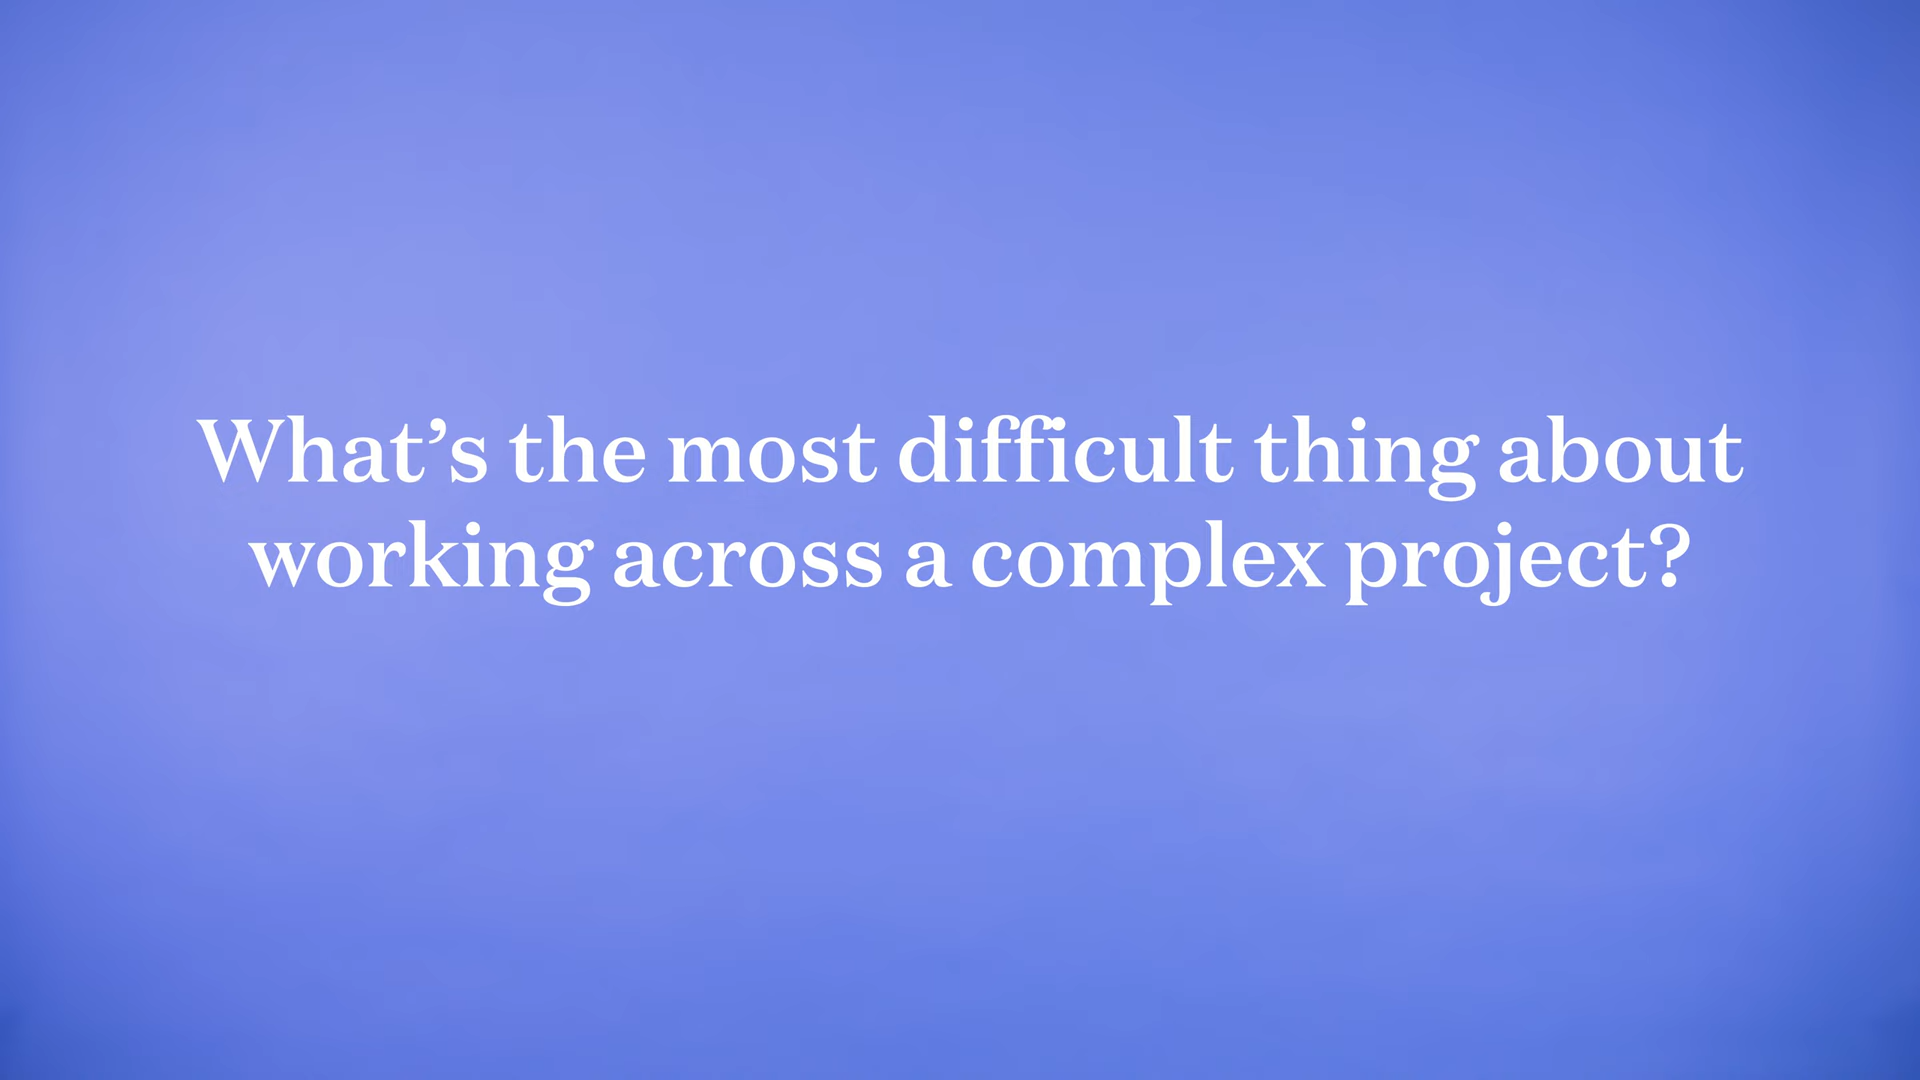 What’s the most difficult thing about
working across a complex project?